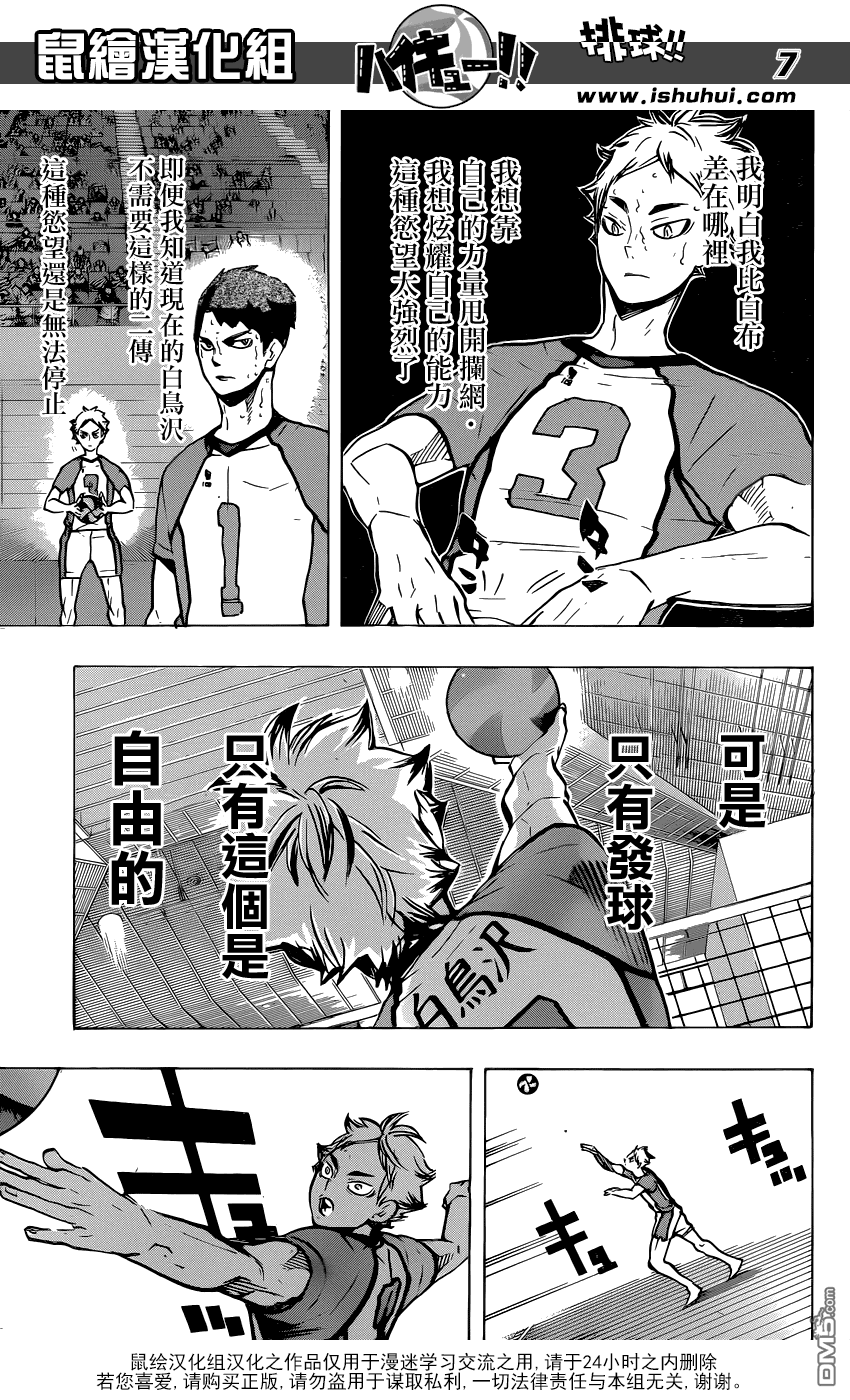 鼠繪漢化組
ハイキュー!!
排球!!
7
www.ishuhui.com
我明白我比白布
差在哪裡
我想靠
自己的力量甩開攔網．
我想炫耀自己的能力
這種慾望太強烈了
3
即便我知道現在的白鳥沢
不需要這樣的二傳
這種慾望還是無法停止
1
3
可是
只有發球
只有這個是
自由的
白鳥沢
キュッ
キュ
キュ
DM5.com
鼠绘汉化组汉化之作品仅用于漫迷学习交流之用, 请于24小时之内删除
若您喜爱, 请购买正版, 请勿盗用于谋取私利, 一切法律责任与本组无关, 谢谢。